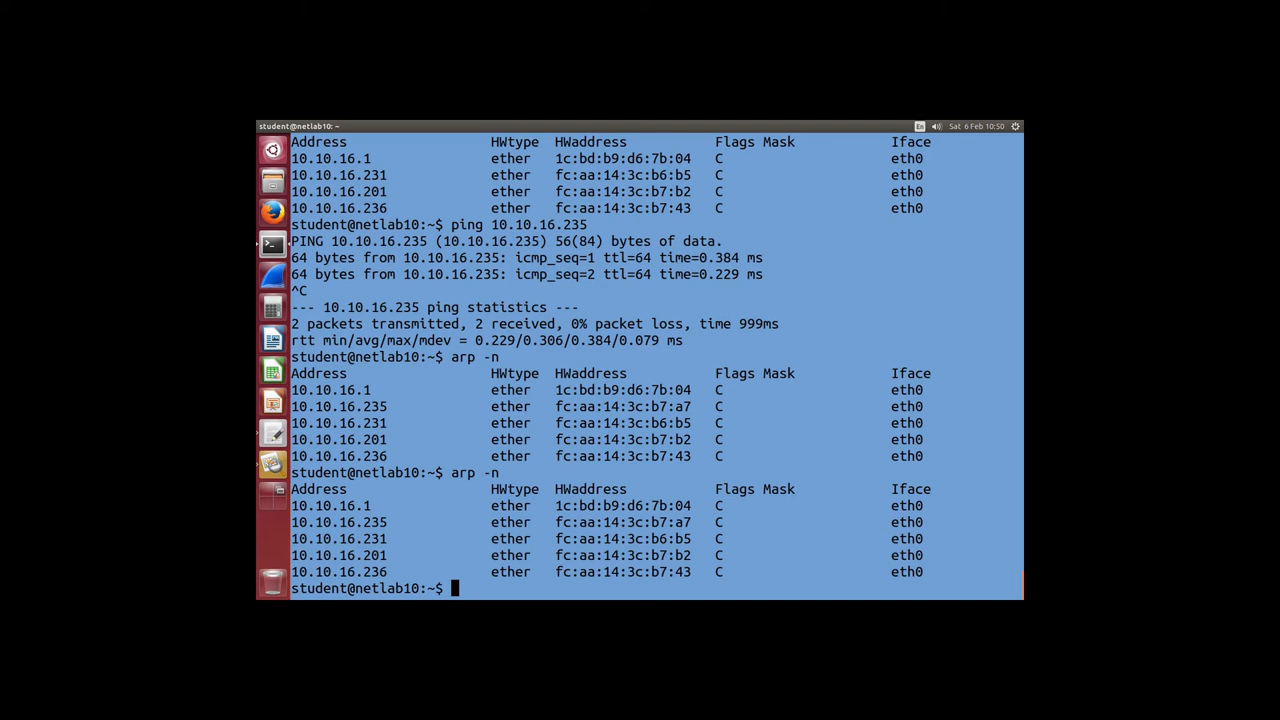 student@netlab10: ~
En
Sat 6 Feb 10:50
Address HWtype HWaddress Flags Mask Iface
10.10.16.1 ether 1c:bd:b9:d6:7b:04 C eth0
10.10.16.231 ether fc:aa:14:3c:b6:b5 C eth0
10.10.16.201 ether fc:aa:14:3c:b7:b2 C eth0
10.10.16.236 ether fc:aa:14:3c:b7:43 C eth0
student@netlab10:~$ ping 10.10.16.235
PING 10.10.16.235 (10.10.16.235) 56(84) bytes of data.
64 bytes from 10.10.16.235: icmp_seq=1 ttl=64 time=0.384 ms
64 bytes from 10.10.16.235: icmp_seq=2 ttl=64 time=0.229 ms
^C
--- 10.10.16.235 ping statistics ---
2 packets transmitted, 2 received, 0% packet loss, time 999ms
rtt min/avg/max/mdev = 0.229/0.306/0.384/0.079 ms
student@netlab10:~$ arp -n
Address HWtype HWaddress Flags Mask Iface
10.10.16.1 ether 1c:bd:b9:d6:7b:04 C eth0
10.10.16.235 ether fc:aa:14:3c:b7:a7 C eth0
10.10.16.231 ether fc:aa:14:3c:b6:b5 C eth0
10.10.16.201 ether fc:aa:14:3c:b7:b2 C eth0
10.10.16.236 ether fc:aa:14:3c:b7:43 C eth0
student@netlab10:~$ arp -n
Address HWtype HWaddress Flags Mask Iface
10.10.16.1 ether 1c:bd:b9:d6:7b:04 C eth0
10.10.16.235 ether fc:aa:14:3c:b7:a7 C eth0
10.10.16.231 ether fc:aa:14:3c:b6:b5 C eth0
10.10.16.201 ether fc:aa:14:3c:b7:b2 C eth0
10.10.16.236 ether fc:aa:14:3c:b7:43 C eth0
student@netlab10:~$